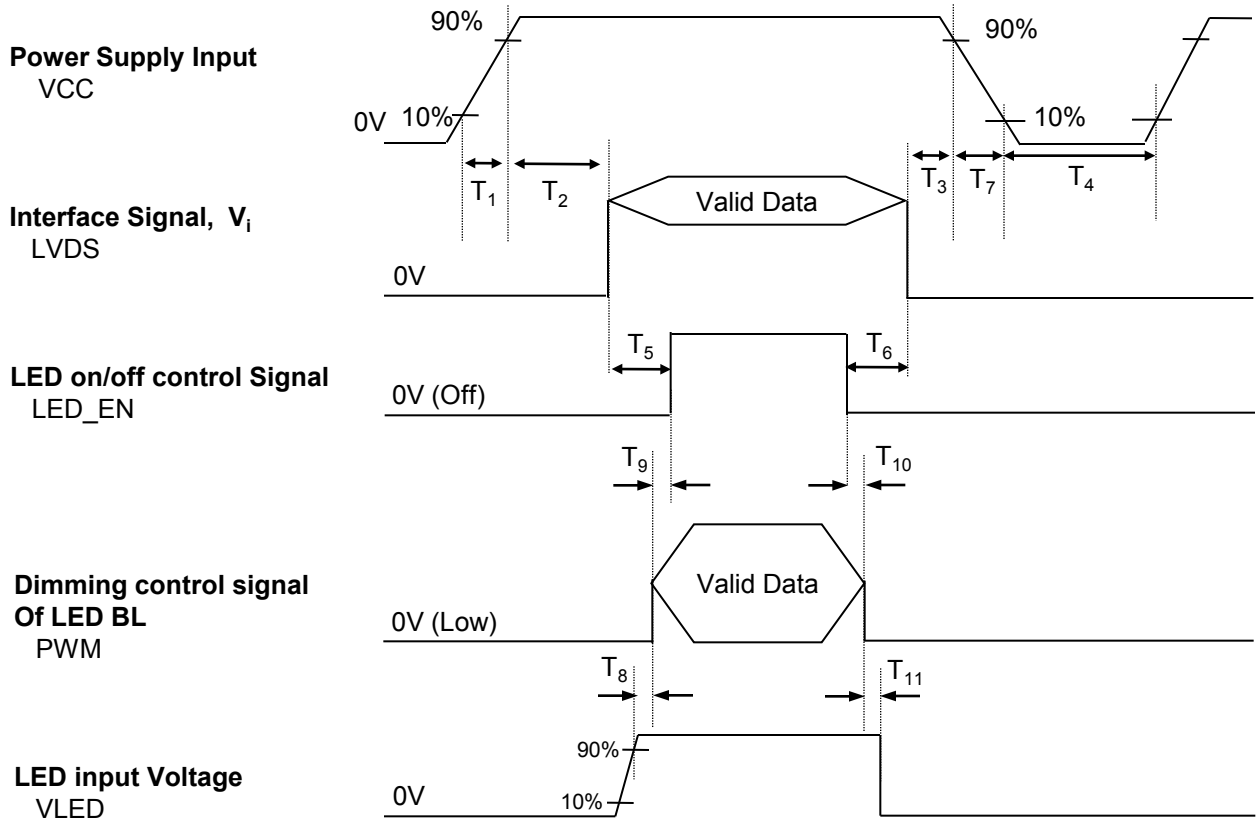 90%
90%
Power Supply Input
VCC
0V
10%
10%
T1
T2
T3
T7
T4
Interface Signal, Vi
LVDS
Valid Data
0V
T5
T6
LED on/off control Signal
LED_EN
0V (Off)
T9
T10
Dimming control signal
Of LED BL
PWM
Valid Data
0V (Low)
T8
T11
LED input Voltage
VLED
90%
0V
10%